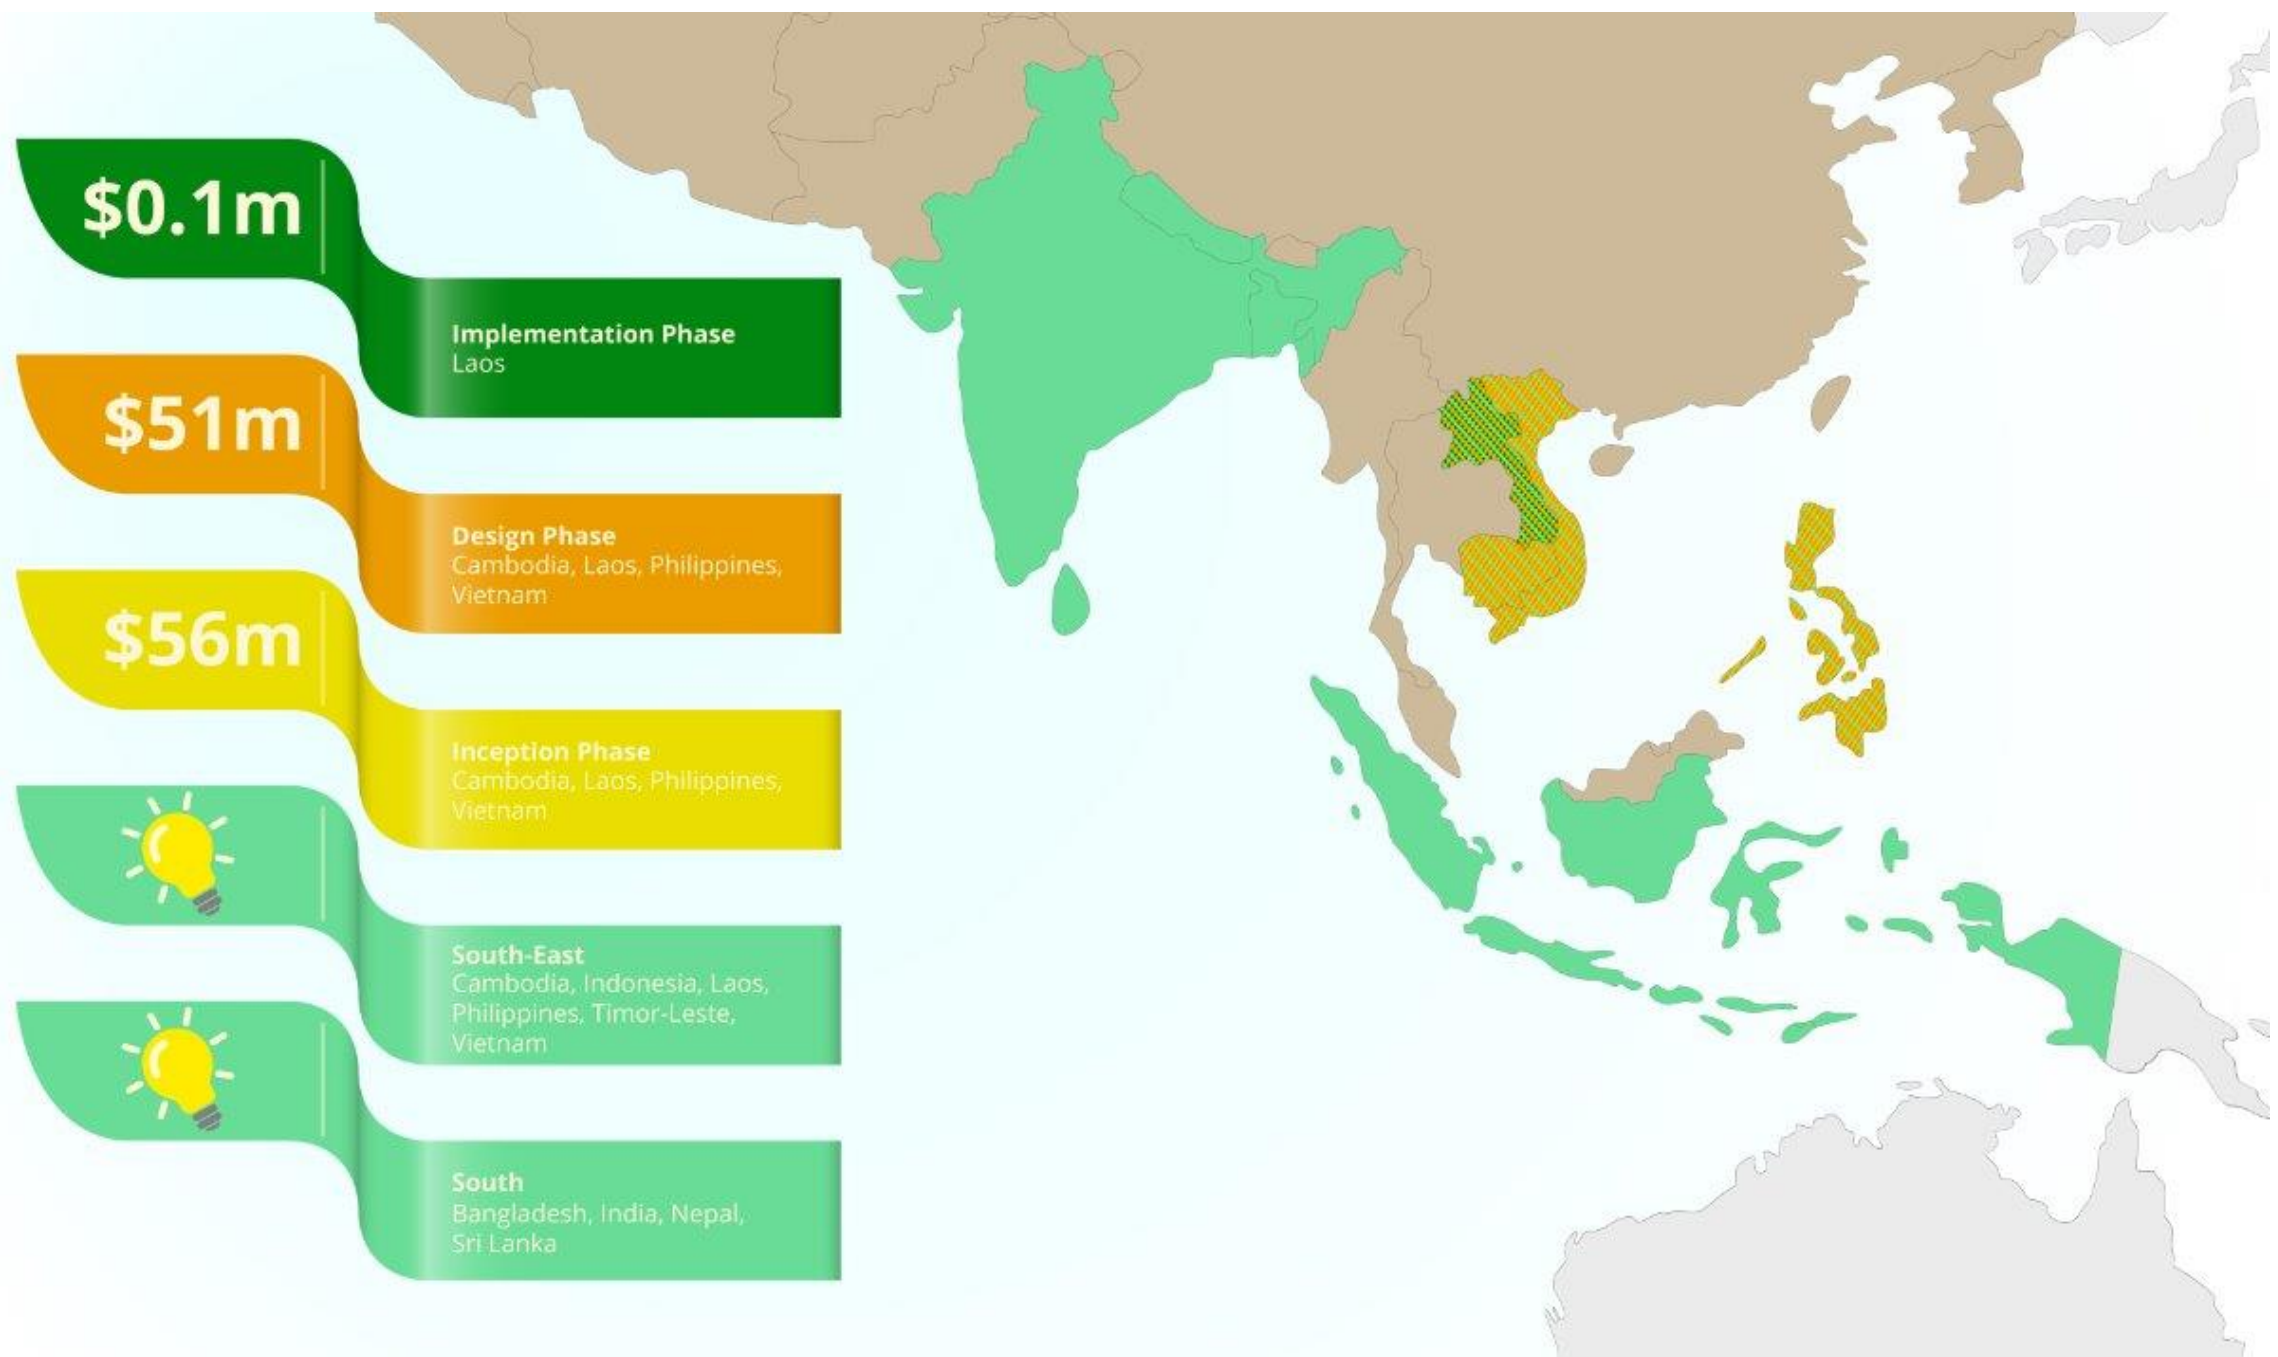 $0.1m
Implementation Phase
Laos
$51m
Design Phase
Cambodia, Laos, Philippines,
Vietnam
$56m
Inception Phase
Cambodia, Laos, Philippines,
Vietnam
South-East
Cambodia, Indonesia, Laos,
Philippines, Timor-Leste,
Vietnam
South
Bangladesh, India, Nepal,
Sri Lanka